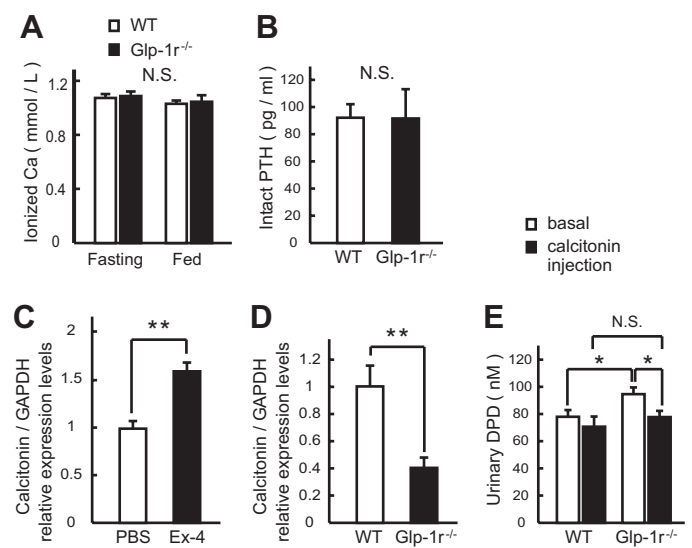 A
WT
Glp-1r-/-
N.S.
Ionized Ca ( mmol / L )
1.2
0.8
0.4
0
Fasting Fed
B
N.S.
Intact PTH ( pg / ml )
120
100
80
60
40
20
0
WT Glp-1r-/-
basal
calcitonin
injection
C
**
Calcitonin / GAPDH
relative expression levels
2
1.5
1
0.5
0
PBS Ex-4
D
**
Calcitonin / GAPDH
relative expression levels
1.2
1
0.8
0.6
0.4
0.2
0
WT Glp-1r-/-
E
N.S.
* *
Urinary DPD ( nM )
120
100
80
60
40
20
0
WT Glp-1r-/-